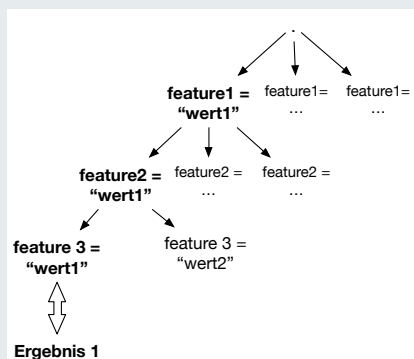 .
feature1 = feature1= feature1=
“wert1” ... ...
feature2 = feature2 = feature2 =
“wert1” ... ...
feature 3 = feature 3 =
“wert1” “wert2”
Ergebnis 1